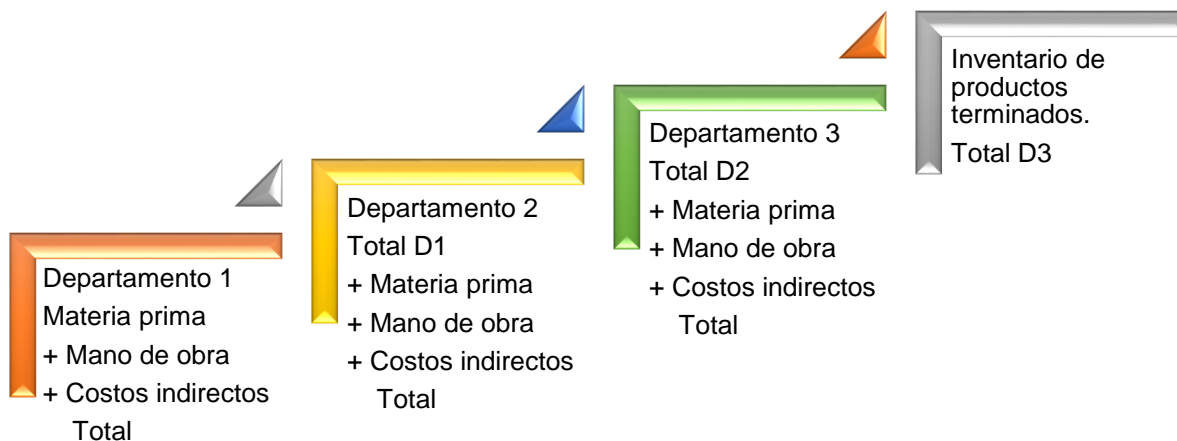 Departamento 1
Materia prima
+ Mano de obra
+ Costos indirectos
Total
Departamento 2
Total D1
+ Materia prima
+ Mano de obra
+ Costos indirectos
Total
Departamento 3
Total D2
+ Materia prima
+ Mano de obra
+ Costos indirectos
Total
Inventario de
productos
terminados.
Total D3